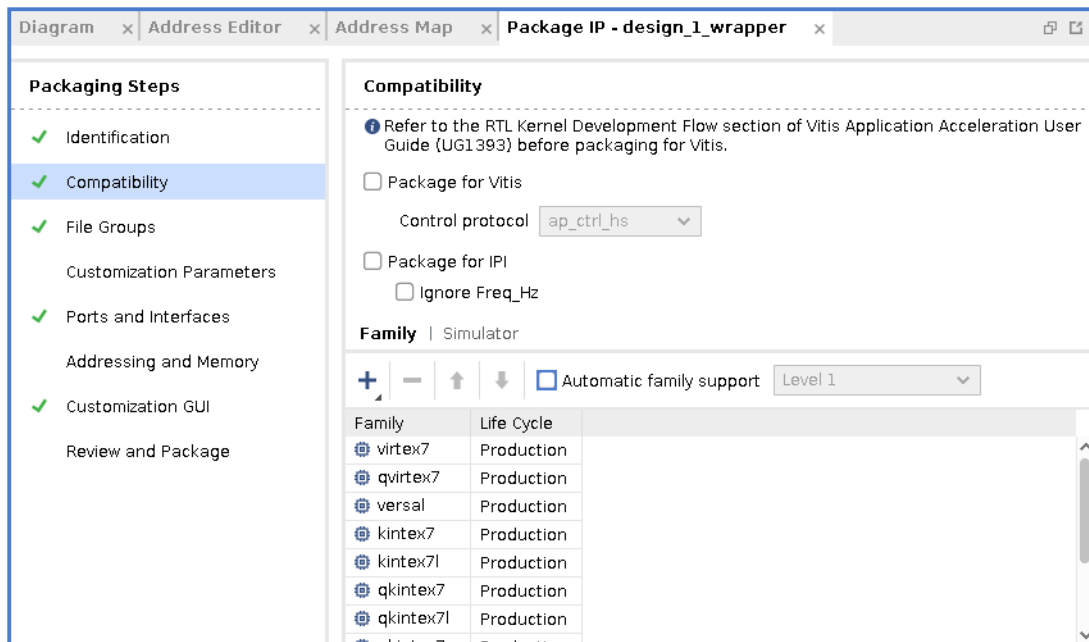 Diagram × Address Editor × Address Map × Package IP - design_1_wrapper ×
Packaging Steps
Identification
Compatibility
File Groups
Customization Parameters
Ports and Interfaces
Addressing and Memory
Customization GUI
Review and Package
Compatibility
Refer to the RTL Kernel Development Flow section of Vitis Application Acceleration User
Guide (UG1393) before packaging for Vitis.
Package for Vitis
Control protocol ap_ctrl_hs
Package for IPI
Ignore Freq_Hz
Family | Simulator
Automatic family support Level 1
Family Life Cycle
virtex7 Production
qvirtex7 Production
versal Production
kintex7 Production
kintex7l Production
qkintex7 Production
qkintex7l Production